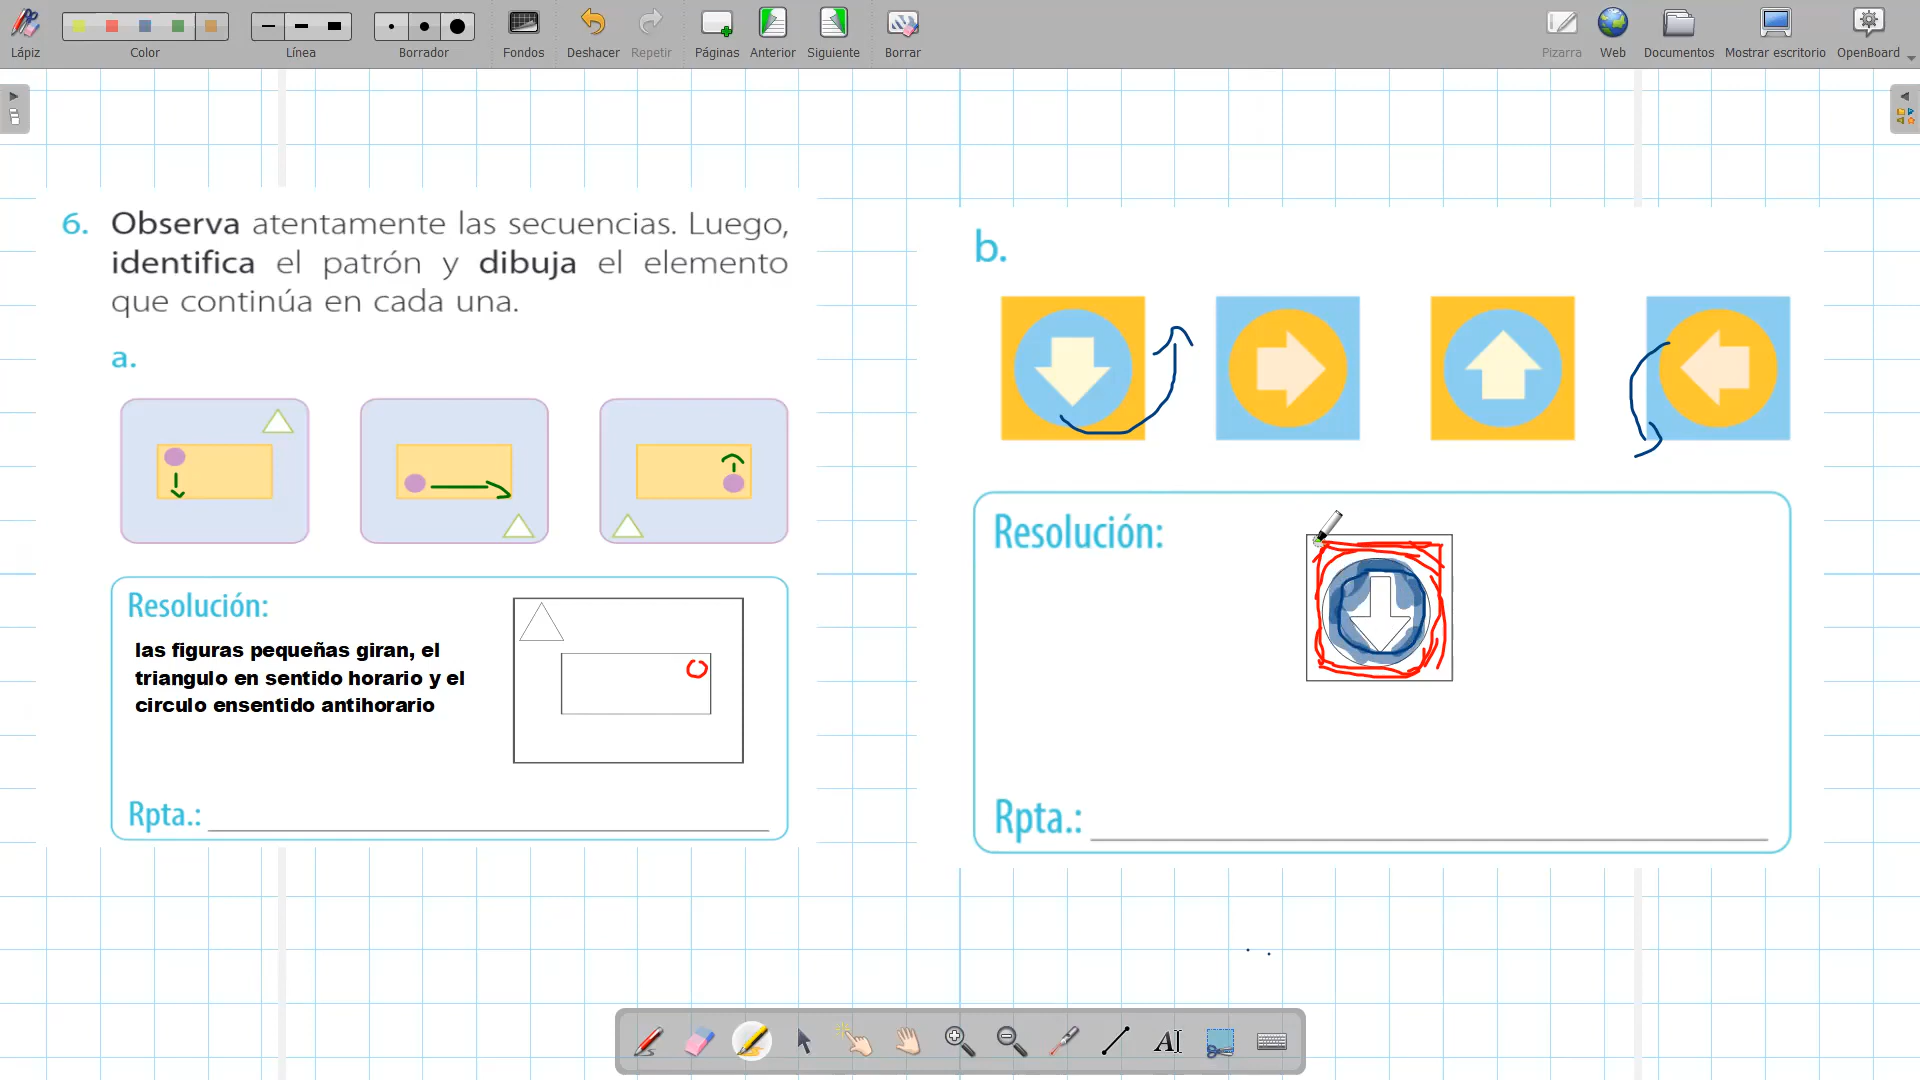 Lápiz
Color
Línea
Borrador
Fondos
Deshacer
Repetir
Páginas
Anterior
Siguiente
Borrar
Pizarra
Web
Documentos
Mostrar escritorio
OpenBoard
6. Observa atentamente las secuencias. Luego,
identifica el patrón y dibuja el elemento
que continúa en cada una.
a.
Resolución:
las figuras pequeñas giran, el
triangulo en sentido horario y el
circulo ensentido antihorario
Rpta.:
b.
Resolución:
Rpta.: